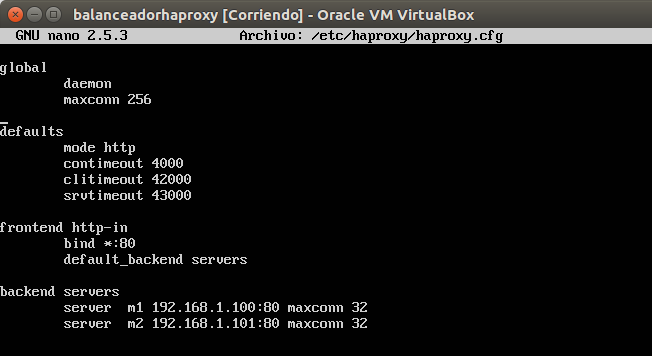 balanceadorhaproxy [Corriendo] - Oracle VM VirtualBox
GNU nano 2.5.3 Archivo: /etc/haproxy/haproxy.cfg
global
daemon
maxconn 256
defaults
mode http
contimeout 4000
clitimeout 42000
srvtimeout 43000
frontend http-in
bind *:80
default_backend servers
backend servers
server m1 192.168.1.100:80 maxconn 32
server m2 192.168.1.101:80 maxconn 32